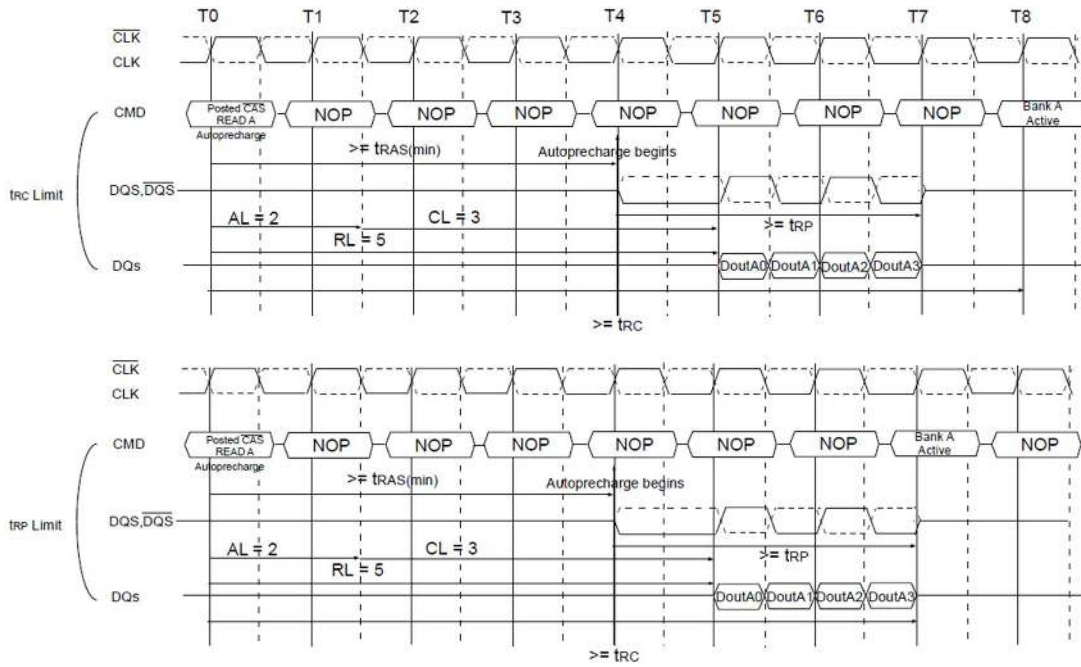 T0 T1 T2 T3 T4 T5 T6 T7 T8
CLK
CLK
CMD
Posted CAS
READ A
Autoprecharge
NOP NOP NOP NOP NOP NOP NOP
Bank A
Active
>= tRAS(min)
Autoprecharge begins
tRC Limit
DQS,DQS
AL = 2
CL = 3
>= tRP
RL = 5
DQs
DoutA0 DoutA1 DoutA2 DoutA3
>= tRC
CLK
CLK
CMD
Posted CAS
READ A
Autoprecharge
NOP NOP NOP NOP NOP NOP
Bank A
Active
NOP
>= tRAS(min)
Autoprecharge begins
tRP Limit
DQS,DQS
AL = 2
CL = 3
>= tRP
RL = 5
DQs
DoutA0 DoutA1 DoutA2 DoutA3
>= tRC